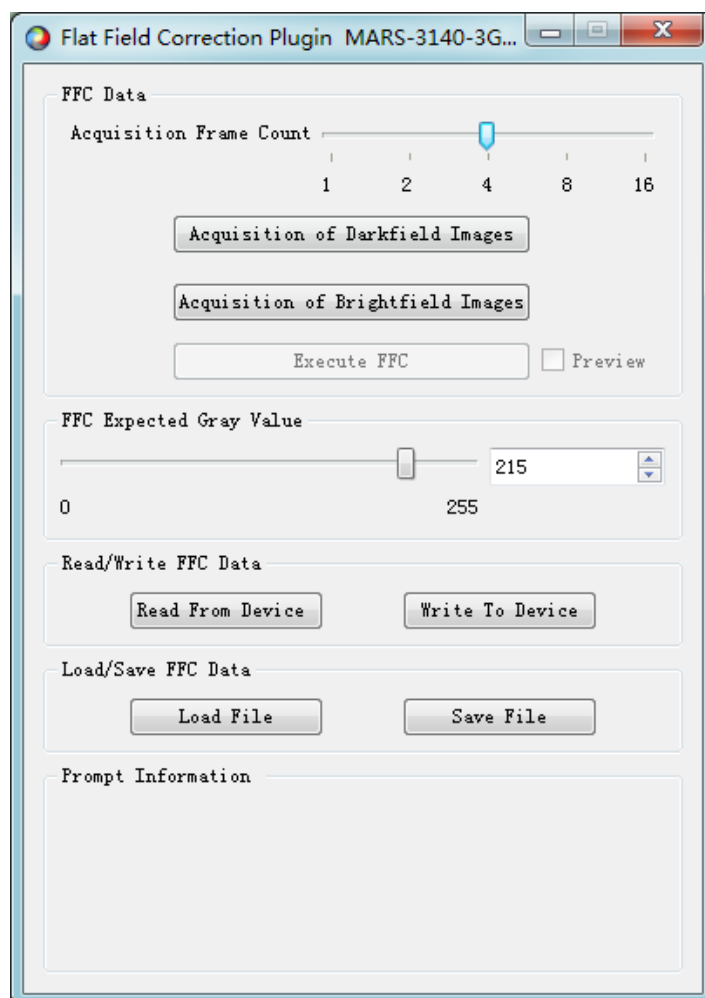 Flat Field Correction Plugin MARS-3140-3G...
FFC Data
Acquisition Frame Count
1 2 4 8 16
Acquisition of Darkfield Images
Acquisition of Brightfield Images
Execute FFC Preview
FFC Expected Gray Value
215
0 255
Read/Write FFC Data
Read From Device Write To Device
Load/Save FFC Data
Load File Save File
Prompt Information